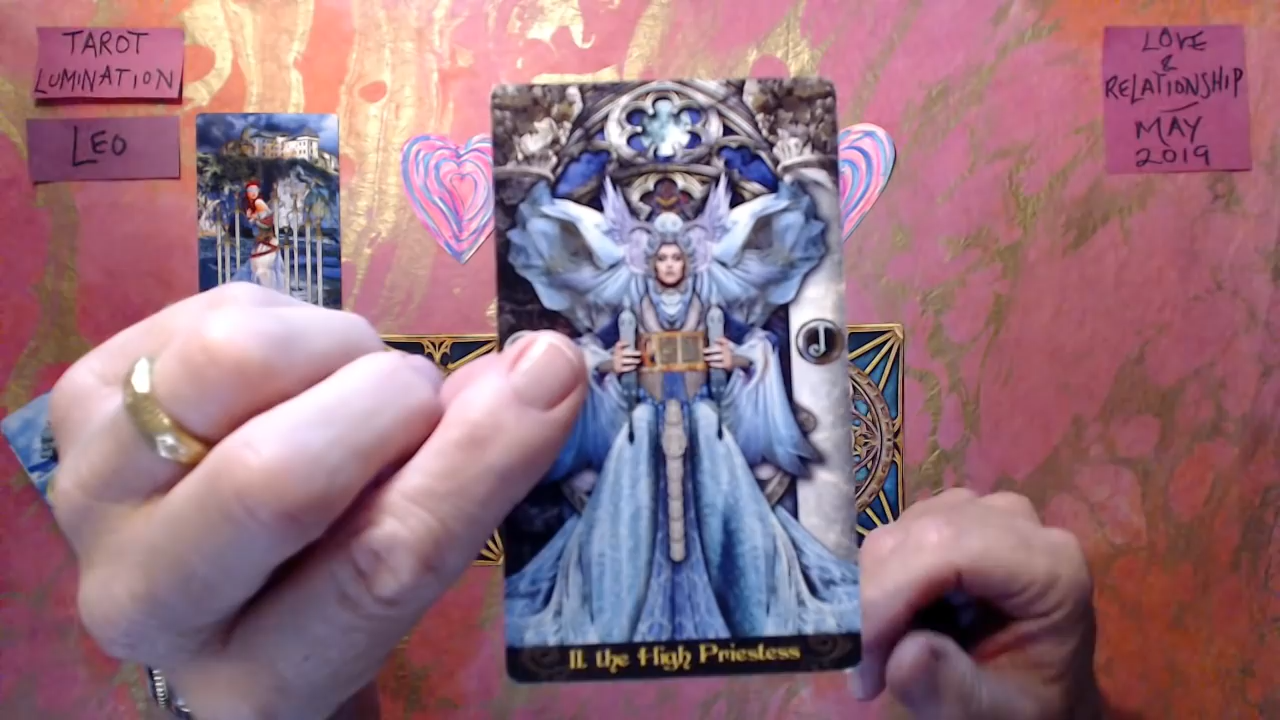 TAROT
LUMINATION
LEO
LOVE
&
RELATIONSHIP
MAY
2019
II. the High Priestess